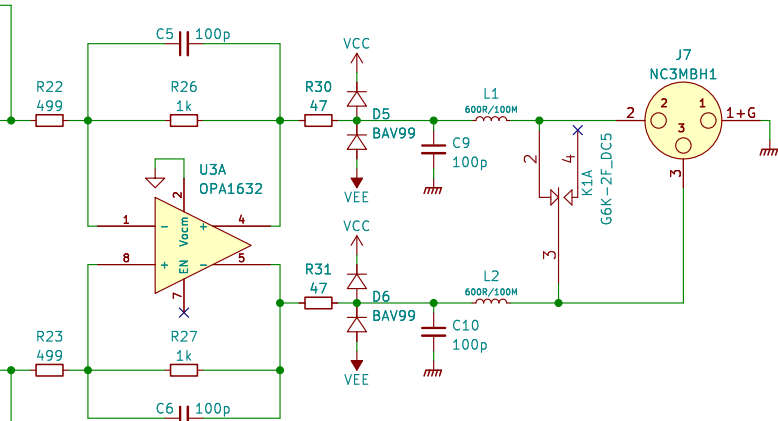 C5 100p
R22
499
R26
1k
R30
47
VCC
D5
BAV99
VEE
L1
600R/100M
C9
100p
J7
NC3MBH1
2
2
1
3
1+G
3
2
4
K1A
G6K-2F_DC5
3
U3A
OPA1632
2
1
-
Vocm
+
4
8
+
EN
-
5
7
R31
47
VCC
D6
BAV99
VEE
L2
600R/100M
C10
100p
R23
499
R27
1k
C6 100p